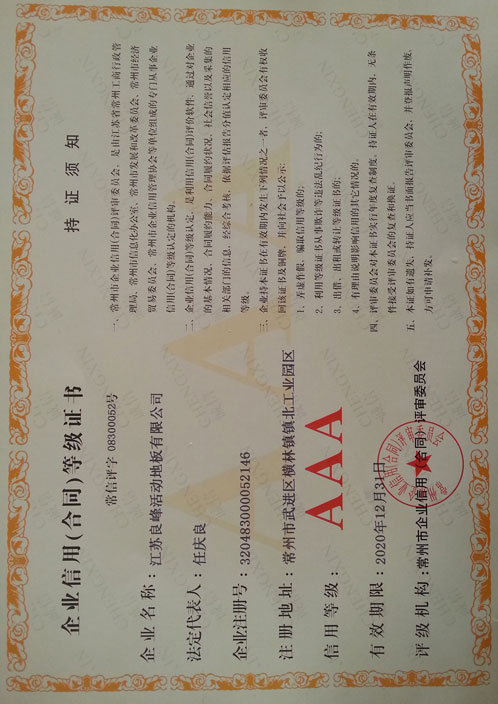 企业信用(合同)等级证书
常信评字 08300052号
企业名称：江苏良峰活动地板有限公司
法定代表人：任庆良
企业注册号：320483000052146
注册地址：常州市武进区横林镇镇北工业园区
信用等级：AAA
有效期限：2020年12月31日
评级机构：常州市企业信用(合同)评审委员会
持证须知
一、常州市企业信用(合同)评审委员会，是由江苏省常州工商行政管
理局、常州市信息化办公室、常州市发展和改革委员会、常州市经济
贸易委员会、常州市企业信用管理协会等单位组成的专门从事企业
信用(合同)等级认定的机构。
二、企业信用(合同)等级认定，是利用信用(合同)评价软件，通过对企业
的基本情况、合同履约能力、合同履约状况、社会信誉以及采集的
相关部门的信息，经综合考核，依据评估报告分值认定相应的信用
等级。
三、企业持本证书在有效期内发生下列情况之一者，评审委员会有权收
回该证书及铜牌，并向社会予以公示:
1、弄虚作假、骗取信用等级的;
2、利用等级证书从事欺诈等违法乱纪行为的;
3、出借、出租或转让等级证书的;
4、有理由说明影响信用的其它情况的。
四、评审委员会对本证书实行年度复查制度，持证人在有效期内，无条
件接受评审委员会的复查和换证。
五、本证如有遗失，持证人应当书面报告评审委员会，并登报声明作废，
方可申请补发。